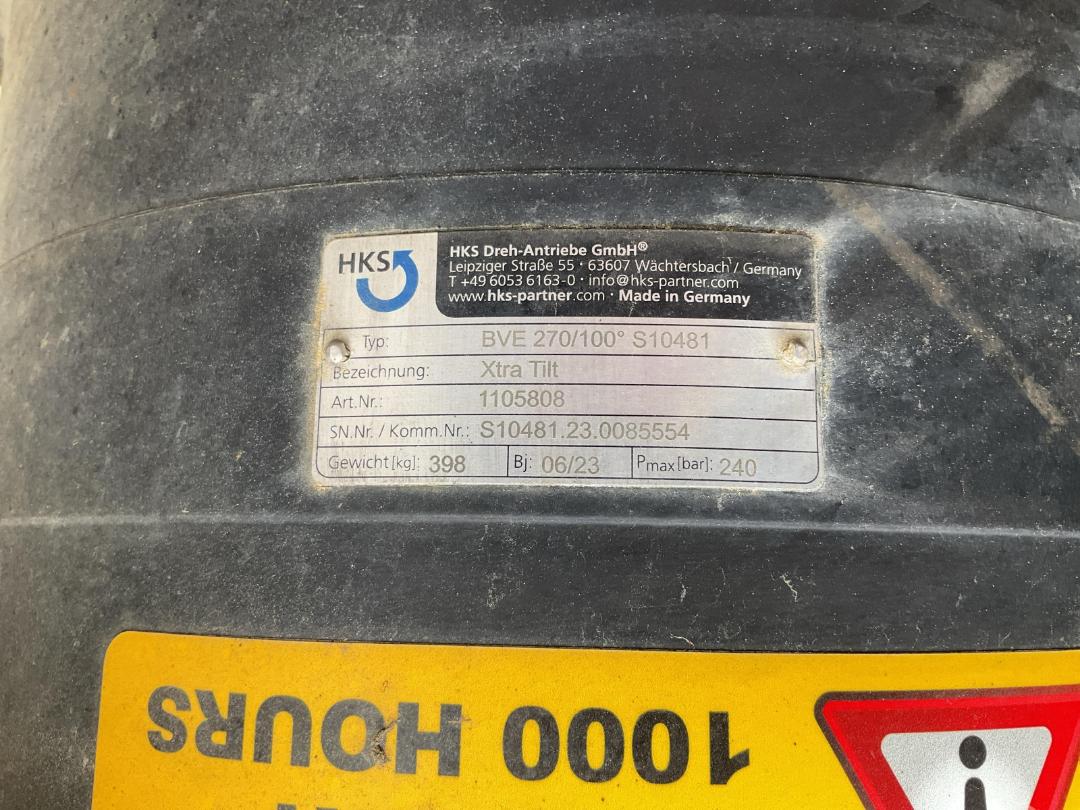 HKS
HKS Dreh-Antriebe GmbH®
Leipziger Straße 55 · 63607 Wächtersbach / Germany
T +49 6053 6163-0 · info@hks-partner.com
www.hks-partner.com · Made in Germany
Typ: BVE 270/100° S10481
Bezeichnung: Xtra Tilt
Art.Nr.: 1105808
SN.Nr. / Komm.Nr.: S10481.23.0085554
Gewicht[kg]: 398 Bj: 06/23 Pmax[bar]: 240
1000 HOURS